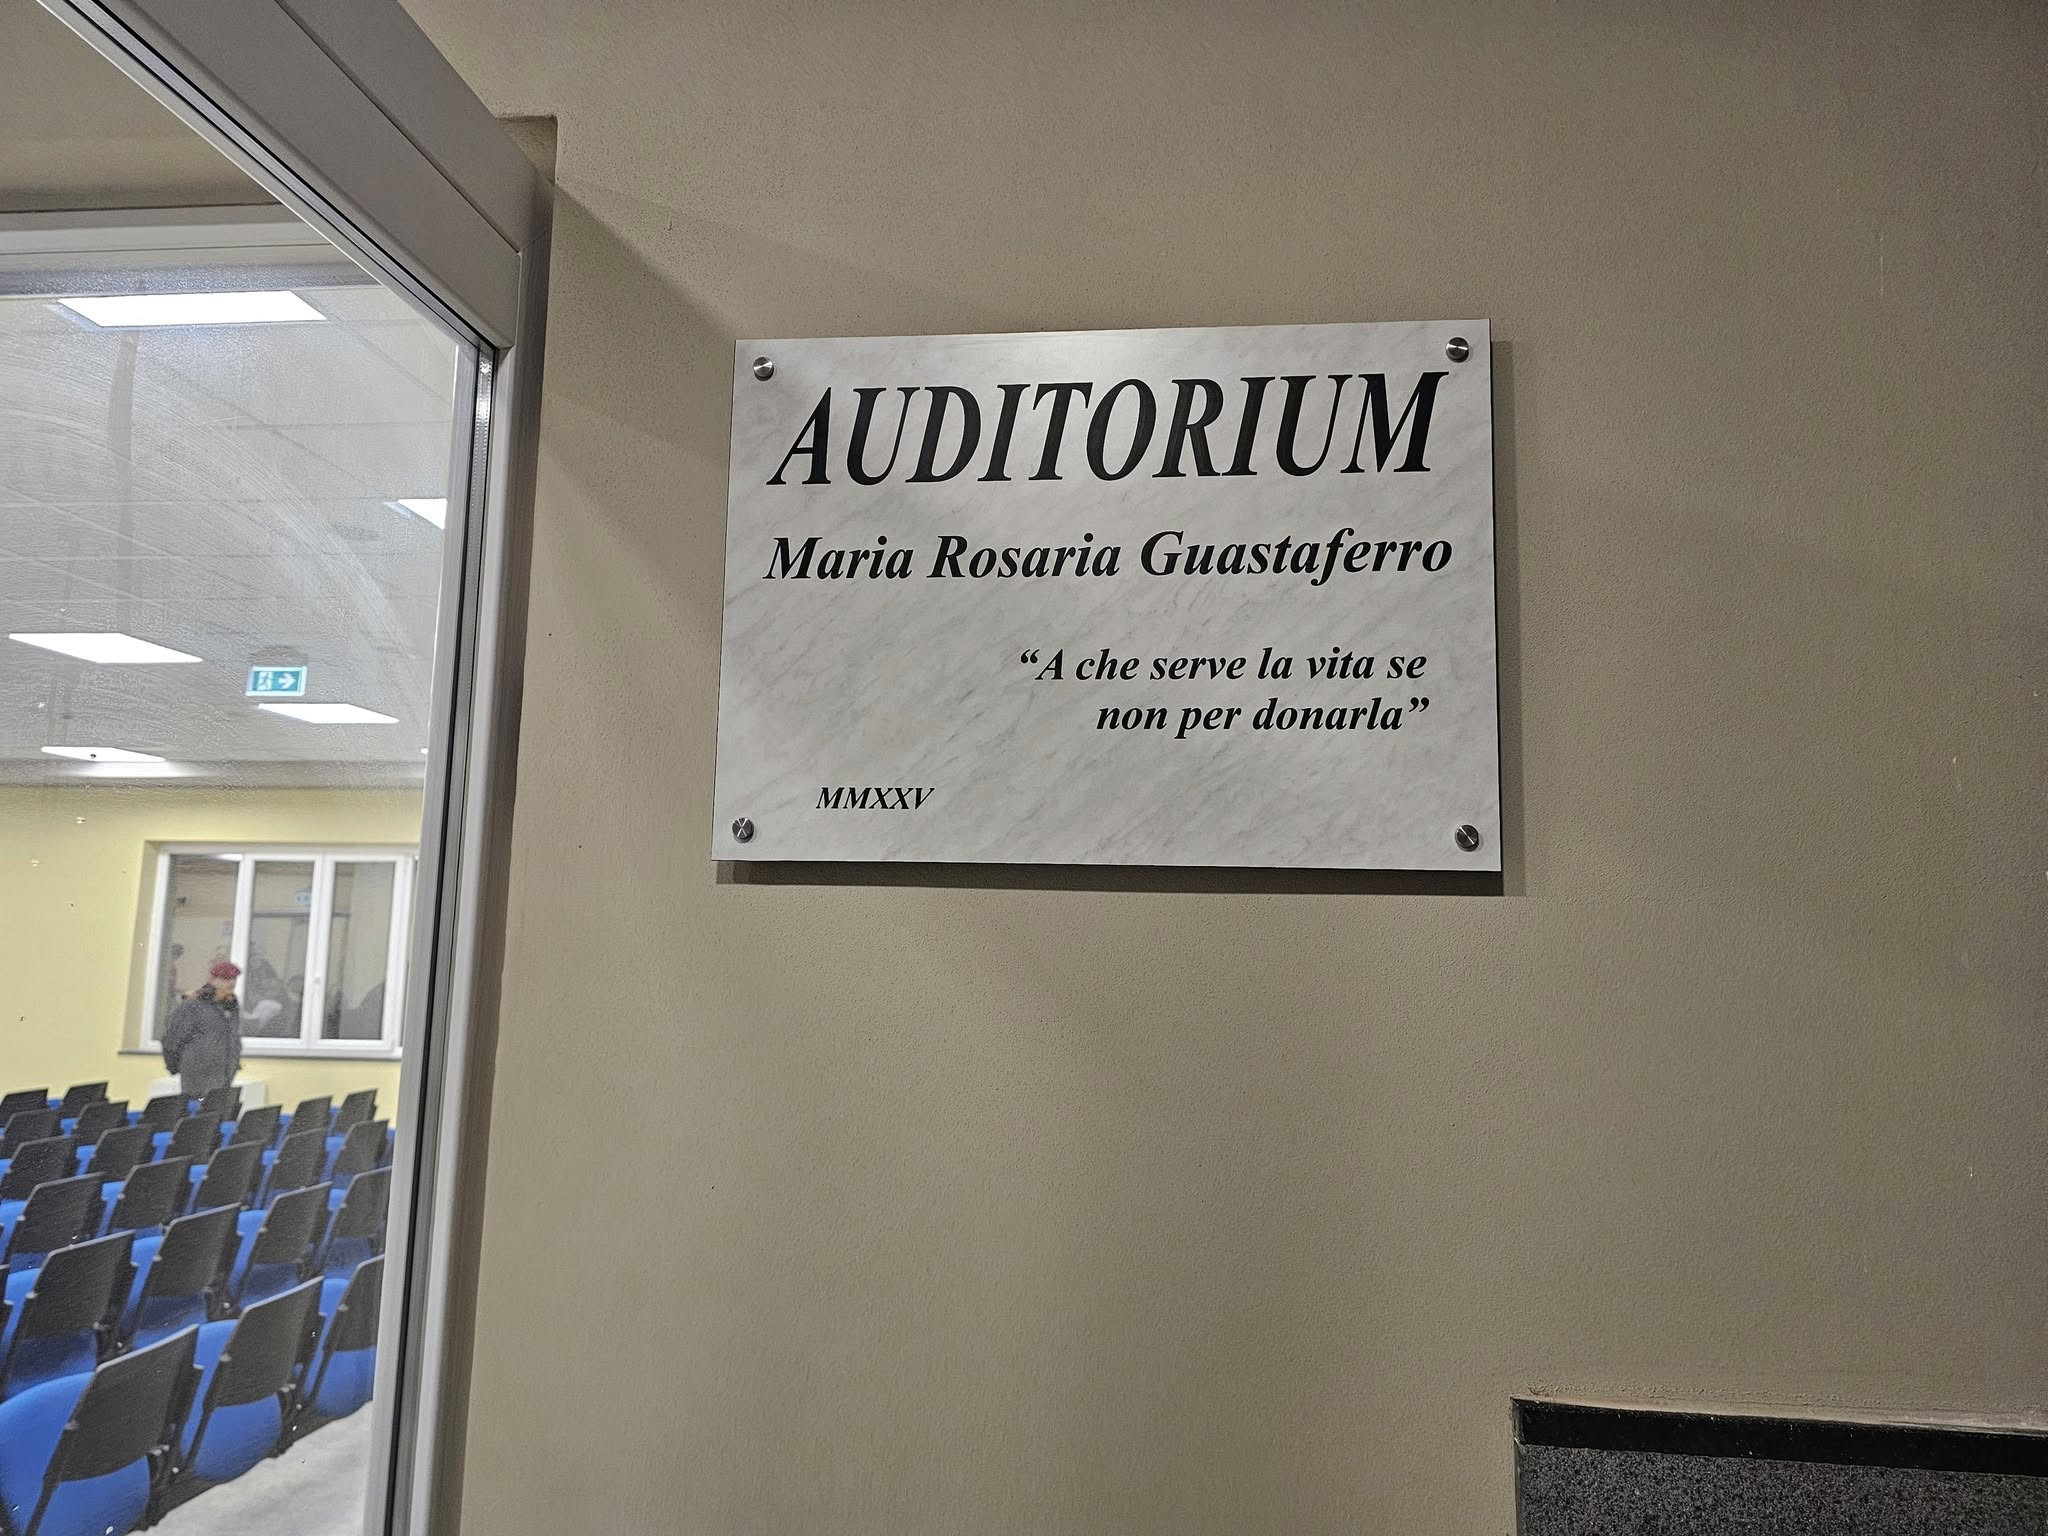 AUDITORIUM
Maria Rosaria Guastaferro
“A che serve la vita se
non per donarla”
MMXXV